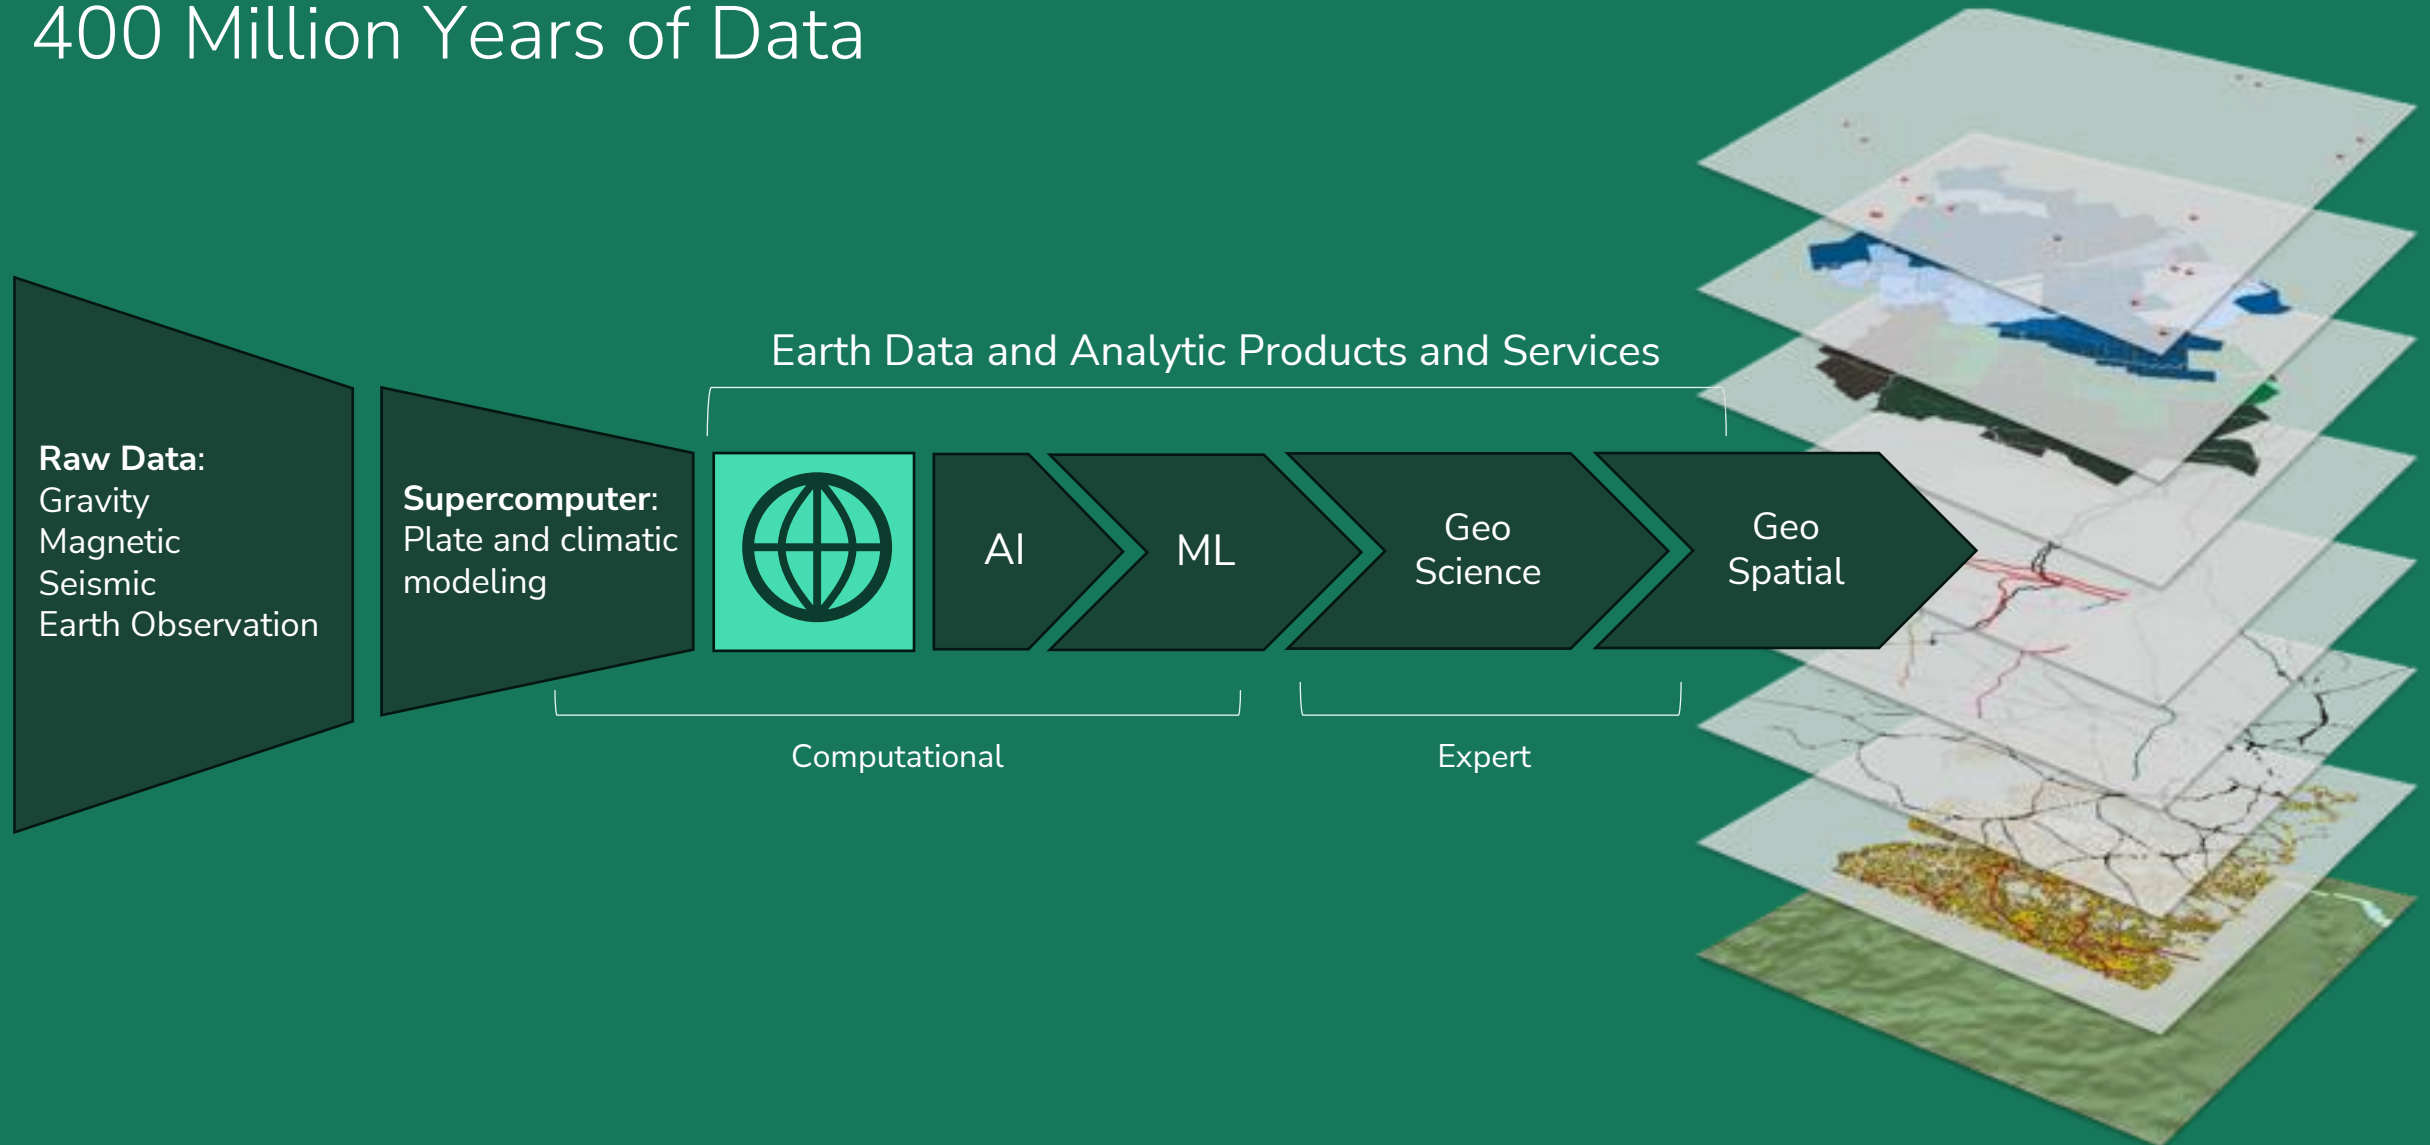 400 Million Years of Data
Earth Data and Analytic Products and Services
Raw Data:
Gravity
Magnetic
Seismic
Earth Observation
Supercomputer:
Plate and climatic
modeling
AI
ML
Geo
Science
Geo
Spatial
Computational
Expert